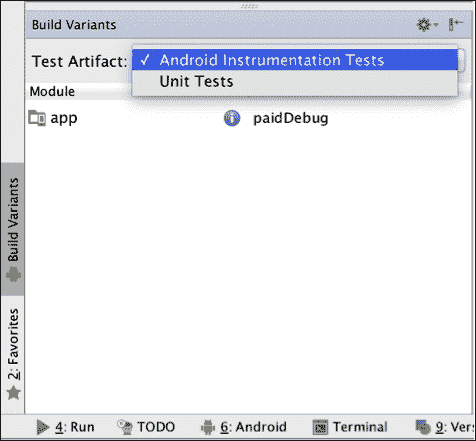 Build Variants
Test Artifact: ✓ Android Instrumentation Tests
Unit Tests
Module
app paidDebug
Build Variants
2: Favorites
4: Run TODO 6: Android Terminal 9: Ver